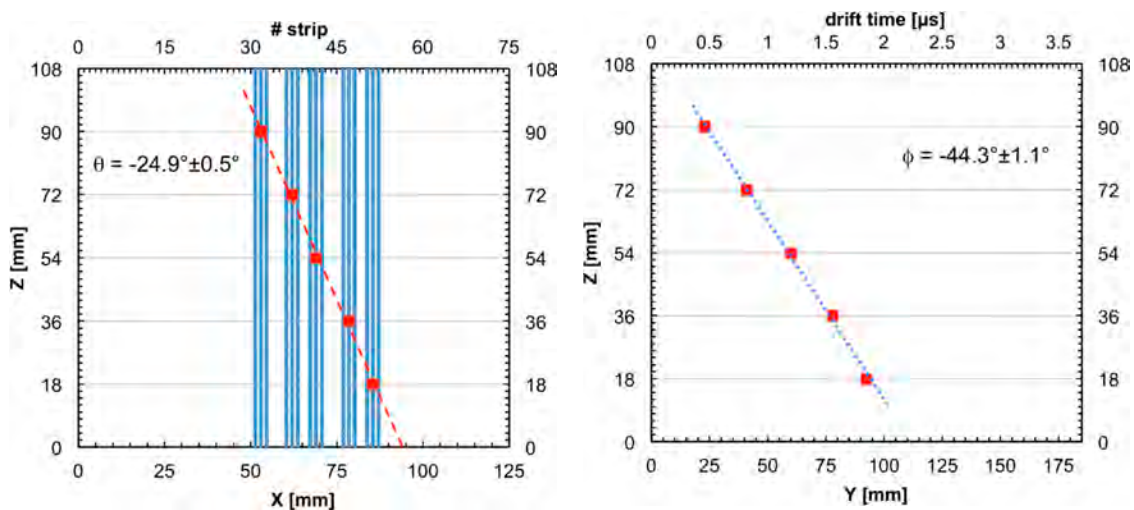 # strip
0 15 30 45 60 75
108 108
90 90
θ = -24.9°±0.5°
72 72
54 54
Z [mm]
36 36
18 18
0 0
0 25 50 75 100 125
X [mm]
drift time [µs]
0 0.5 1 1.5 2 2.5 3 3.5
108 108
90 90
ϕ = -44.3°±1.1°
72 72
54 54
Z [mm]
36 36
18 18
0 0
0 25 50 75 100 125 150 175
Y [mm]